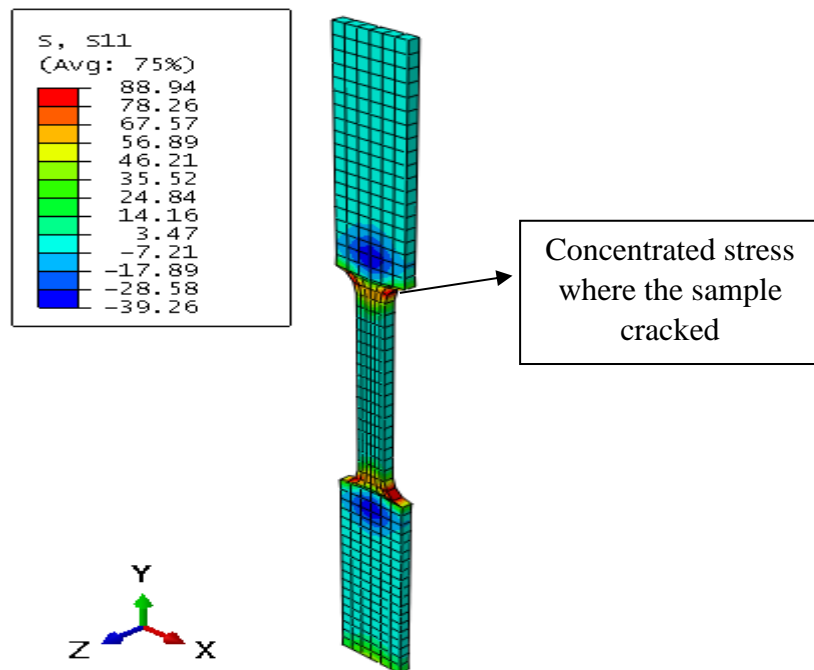 S, S11
(Avg: 75%)
88.94
78.26
67.57
56.89
46.21
35.52
24.84
14.16
3.47
-7.21
-17.89
-28.58
-39.26
Concentrated stress
where the sample
cracked
Y
Z
X